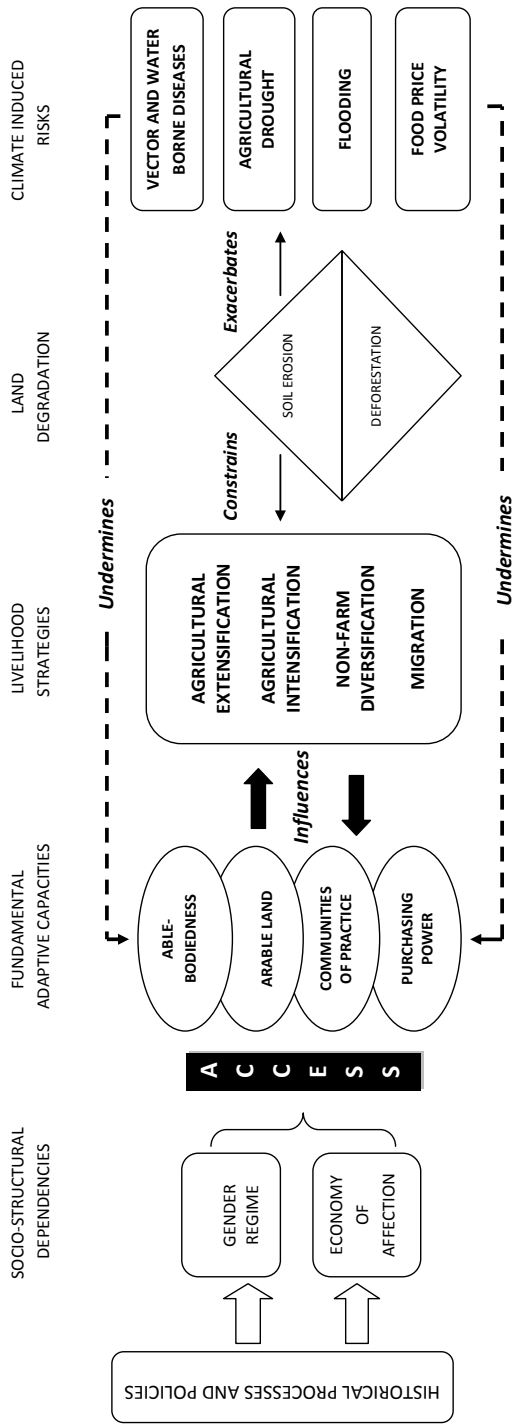 SOCIO-STRUCTURAL
DEPENDENCIES
FUNDAMENTAL
ADAPTIVE CAPACITIES
LIVELIHOOD
STRATEGIES
LAND
DEGRADATION
CLIMATE INDUCED
RISKS
HISTORICAL PROCESSES AND POLICIES
GENDER
REGIME
ECONOMY
OF
AFFECTION
A
C
C
E
S
S
ABLE-
BODIEDNESS
ARABLE LAND
COMMUNITIES
OF PRACTICE
PURCHASING
POWER
Influences
AGRICULTURAL
EXTENSIFICATION
AGRICULTURAL
INTENSIFICATION
NON-FARM
DIVERSIFICATION
MIGRATION
Undermines
Constrains
Exacerbates
SOIL EROSION
DEFORESTATION
Undermines
VECTOR AND WATER
BORNE DISEASES
AGRICULTURAL
DROUGHT
FLOODING
FOOD PRICE
VOLATILITY